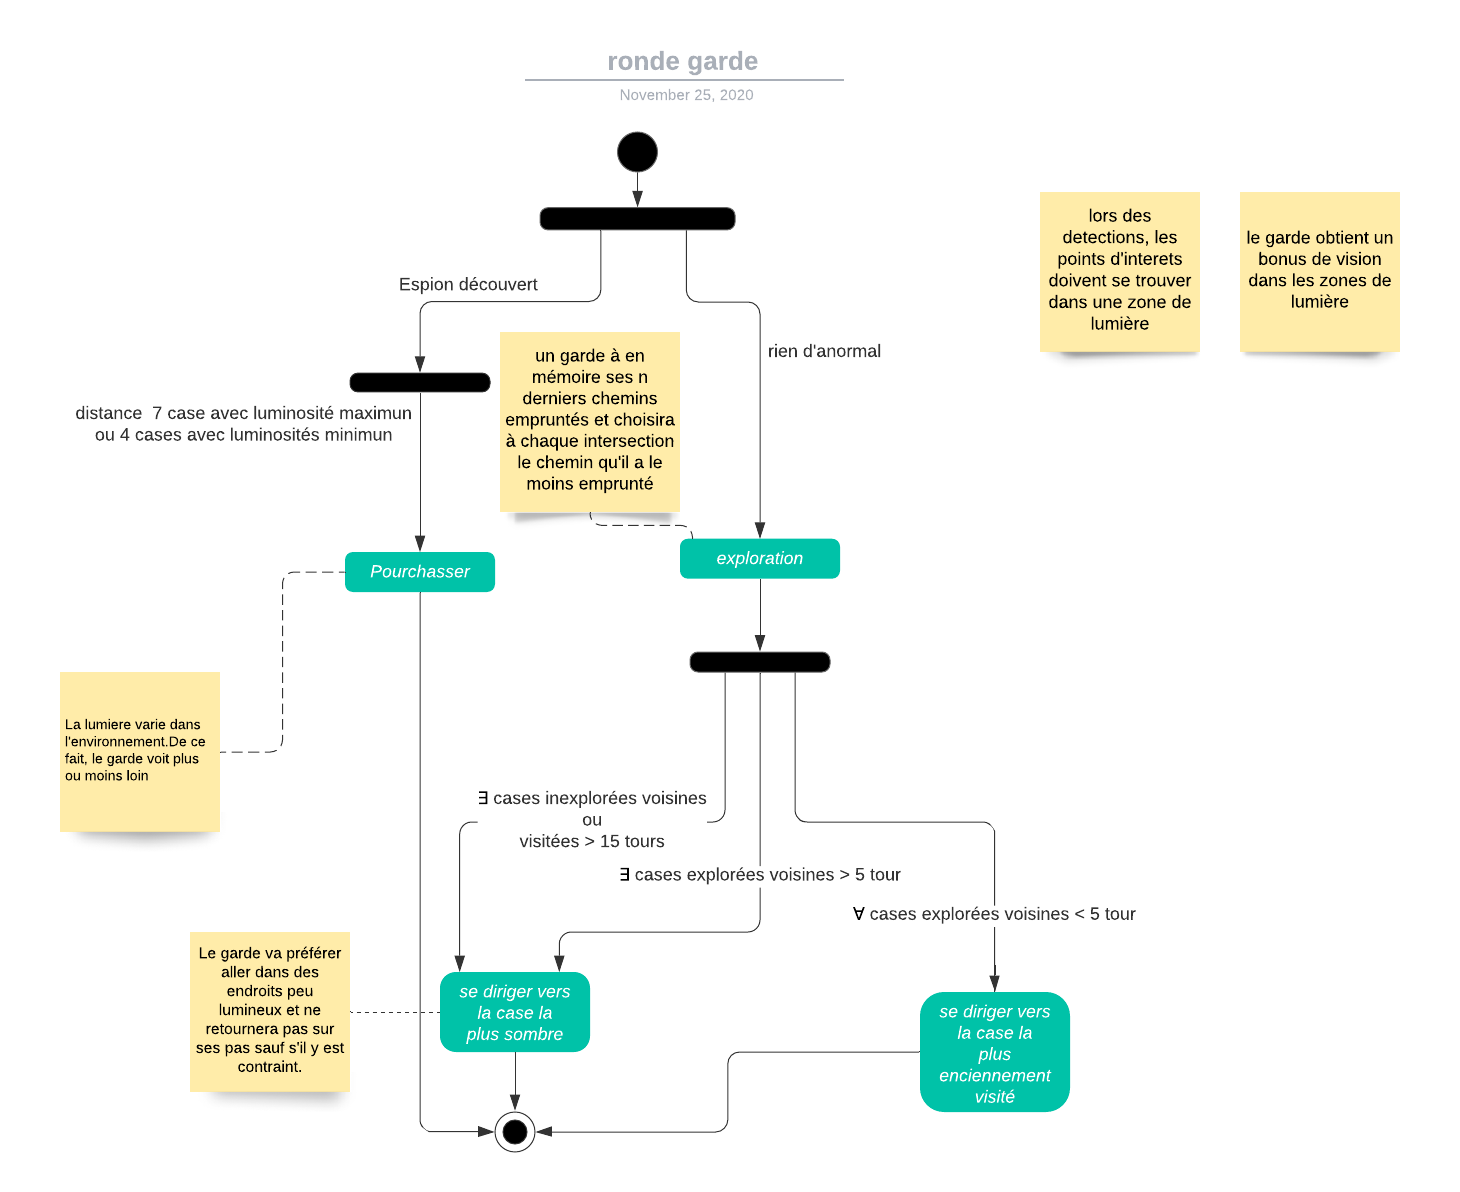 ronde garde
November 25, 2020
lors des
detections, les
points d'interets
doivent se trouver
dans une zone de
lumière
le garde obtient un
bonus de vision
dans les zones de
lumière
Espion découvert
rien d'anormal
un garde à en
mémoire ses n
derniers chemins
empruntés et choisira
à chaque intersection
le chemin qu'il a le
moins emprunté
distance  7 case avec luminosité maximun
ou 4 cases avec luminosités minimun
exploration
Pourchasser
La lumiere varie dans
l'environnement.De ce
fait, le garde voit plus
ou moins loin
∃ cases inexplorées voisines
ou
visitées > 15 tours
∃ cases explorées voisines > 5 tour
∀ cases explorées voisines < 5 tour
Le garde va préférer
aller dans des
endroits peu
lumineux et ne
retournera pas sur
ses pas sauf s'il y est
contraint.
se diriger vers
la case la
plus sombre
se diriger vers
la case la
plus
enciennement
visité